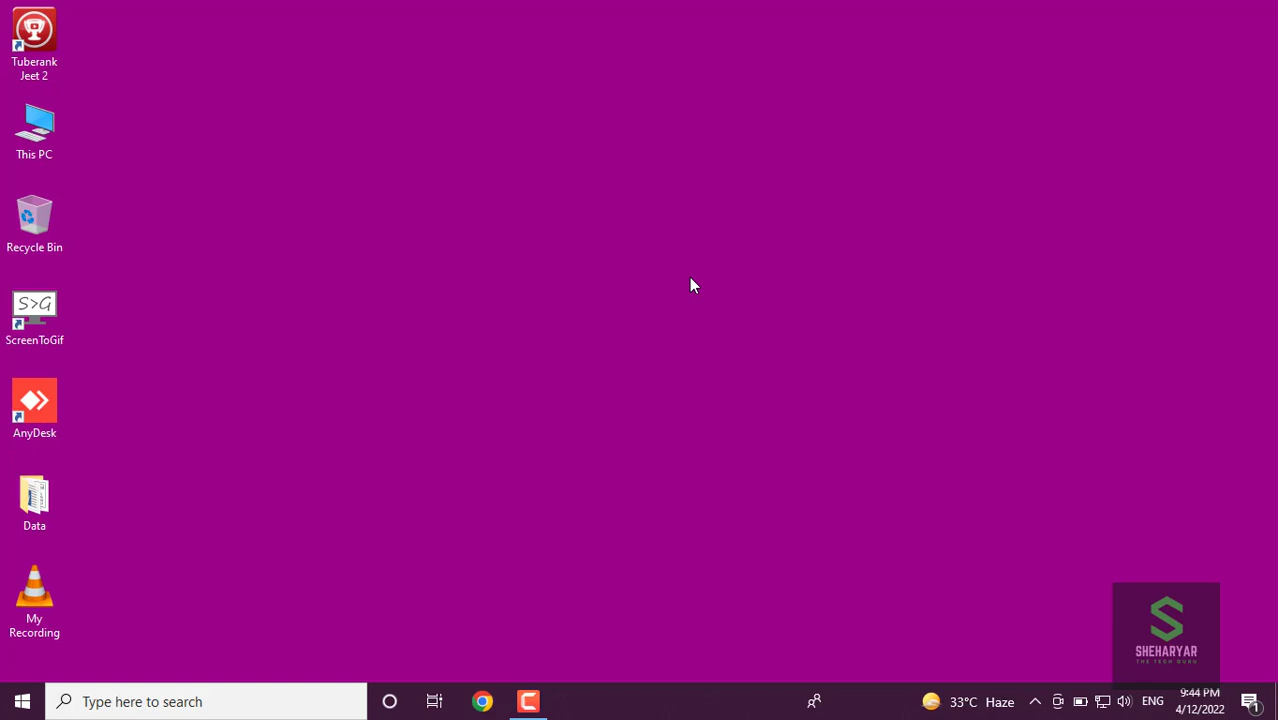 Tuberank
Jeet 2
This PC
Recycle Bin
S>G
ScreenToGif
AnyDesk
Data
My
Recording
S
SHEHARYAR
THE TECH GURU
Type here to search
33°C Haze
ENG
9:44 PM
4/12/2022
1